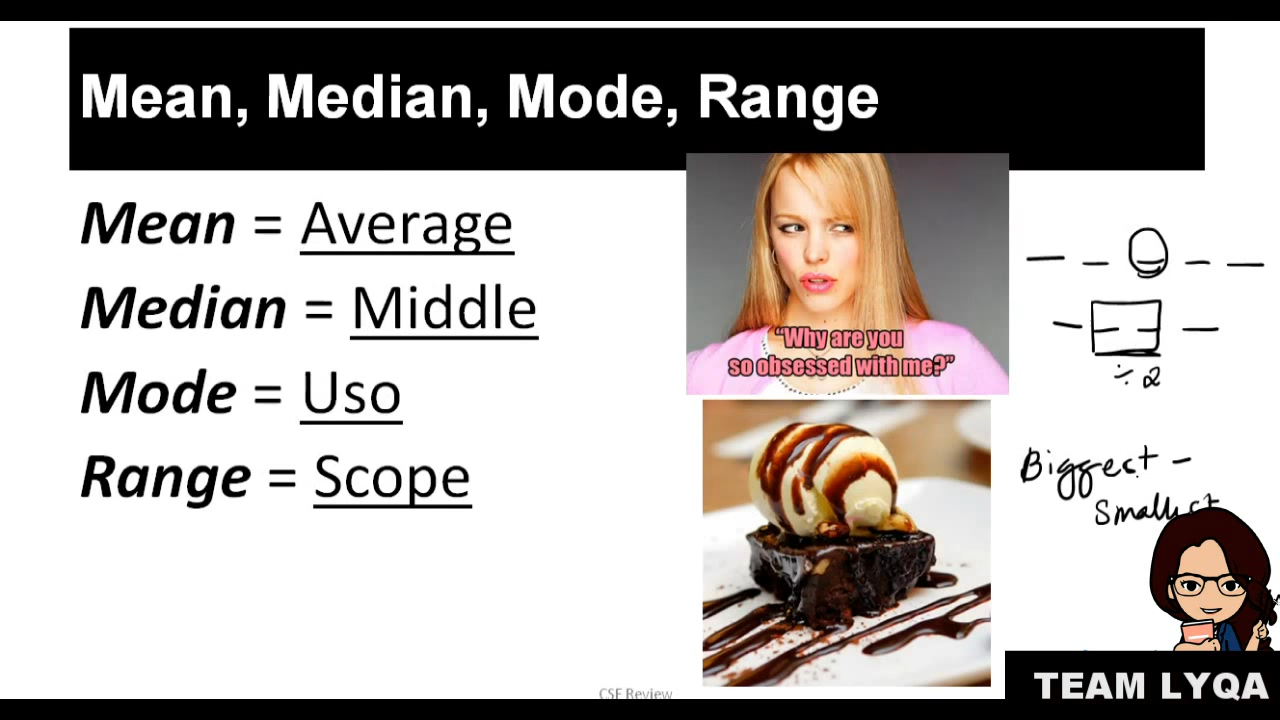 Mean, Median, Mode, Range
Mean = Average
Median = Middle
Mode = Uso
Range = Scope
"Why are you
so obsessed with me?"
÷ 2
Biggest -
Smallest
CSE Review
TEAM LYQA